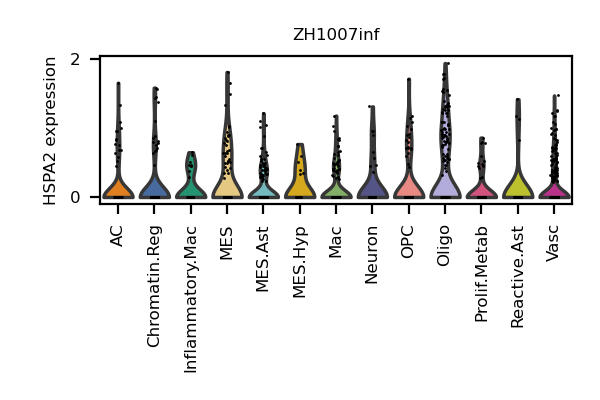 ZH1007inf
HSPA2 expression
2
0
AC
Chromatin.Reg
Inflammatory.Mac
MES
MES.Ast
MES.Hyp
Mac
Neuron
OPC
Oligo
Prolif.Metab
Reactive.Ast
Vasc